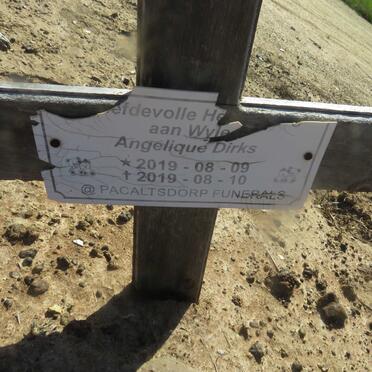 efdevolle He
aan Wyle
Angelique Dirks
★ 2019 - 08 - 09
✝ 2019 - 08 - 10
@ PACALTSDORP FUNERALS